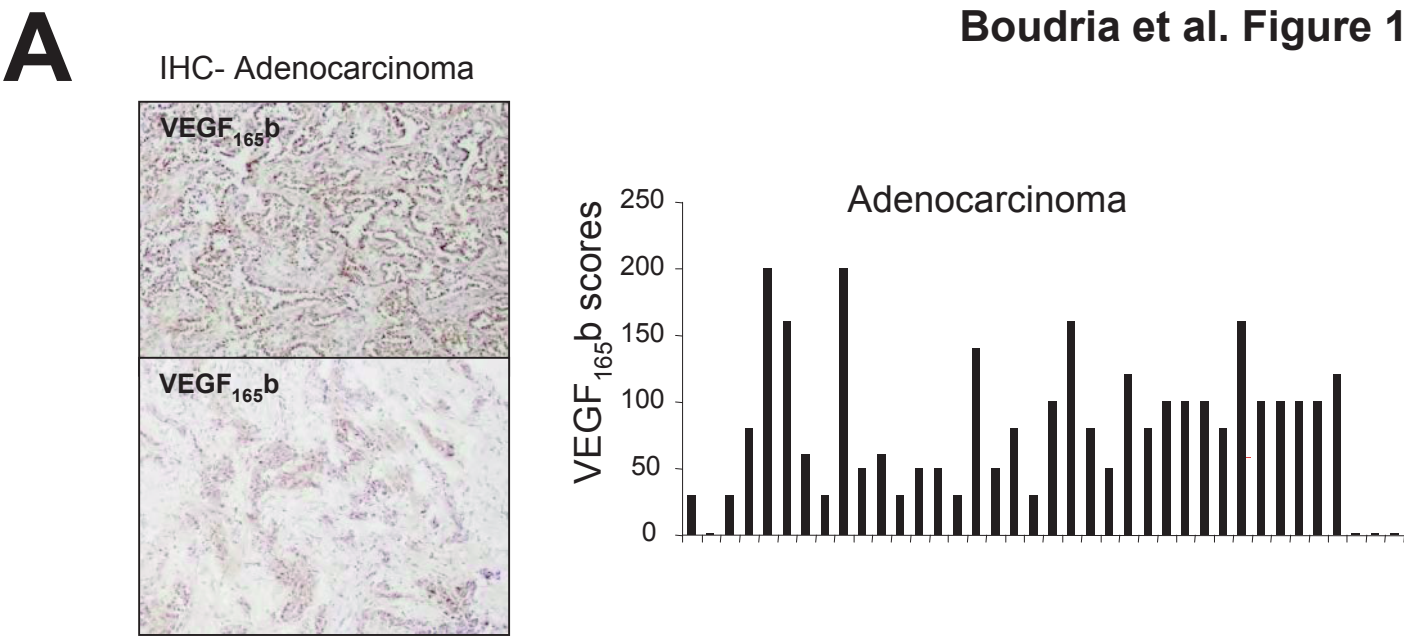 A
Boudria et al. Figure 1
IHC- Adenocarcinoma
VEGF165b
VEGF165b
Adenocarcinoma
VEGF165b scores
250
200
150
100
50
0